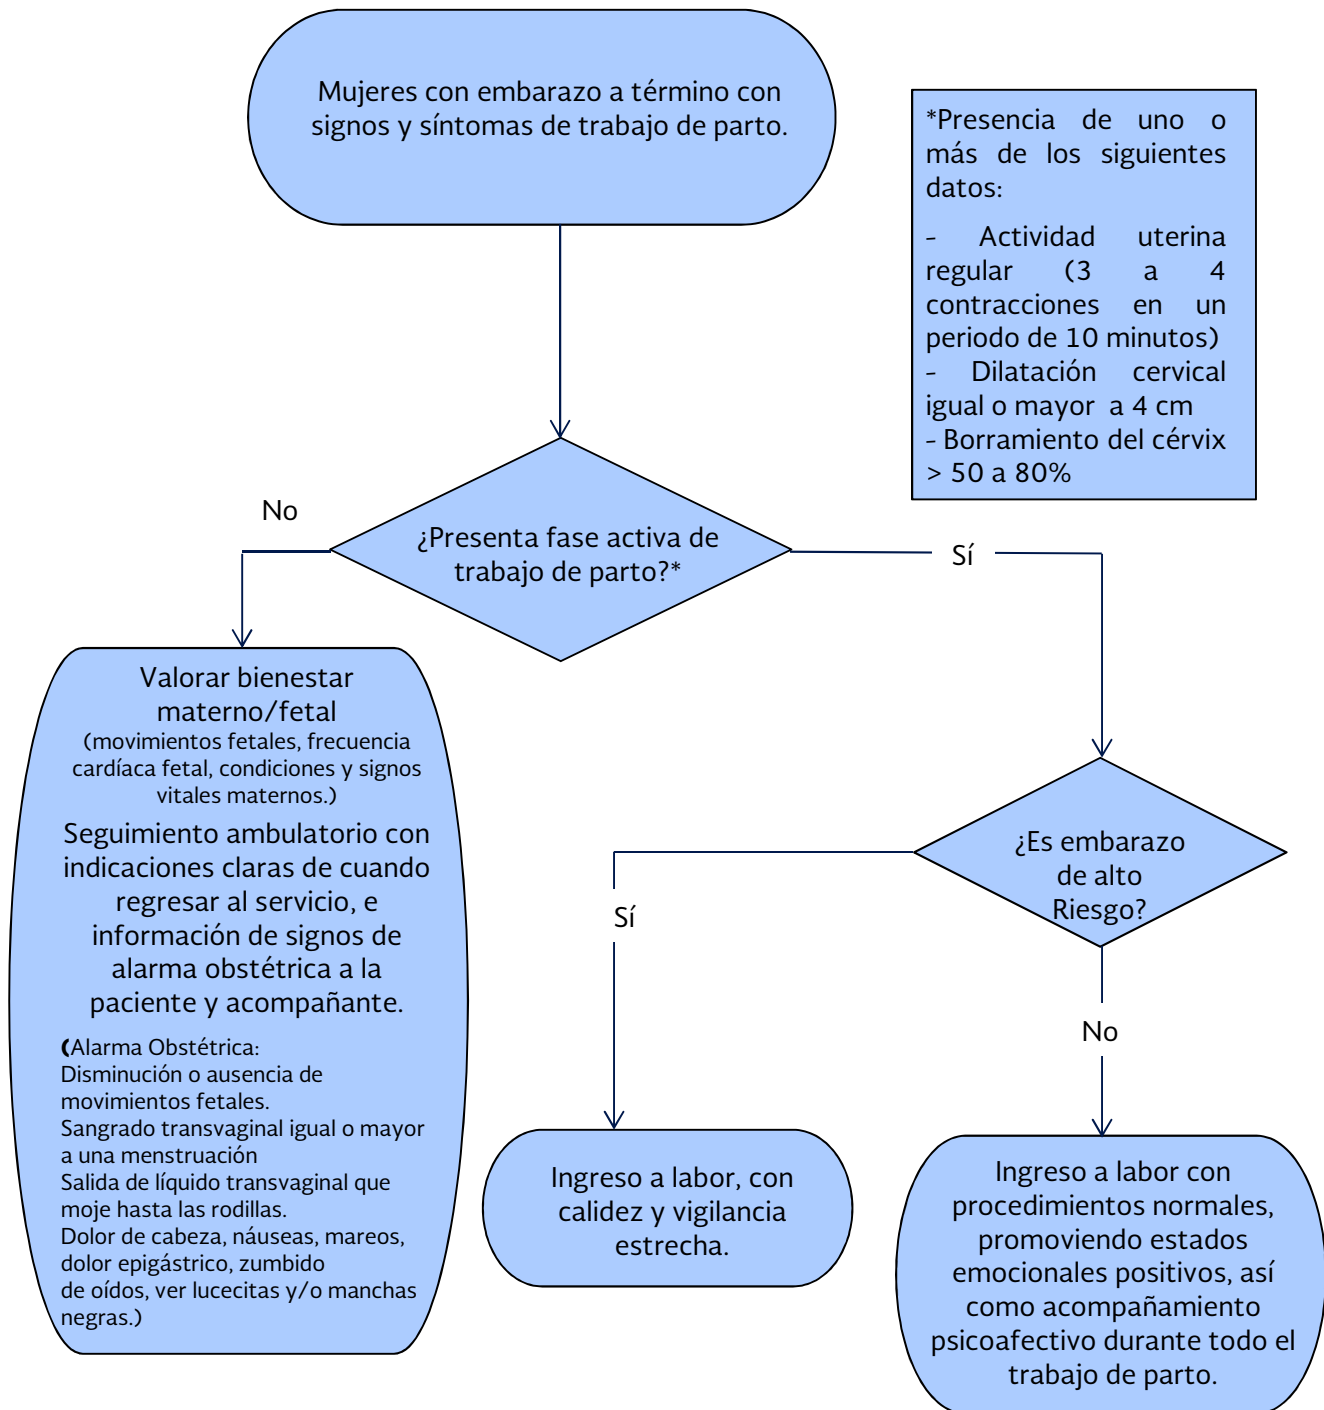 Mujeres con embarazo a término con
signos y síntomas de trabajo de parto.
*Presencia de uno o
más de los siguientes
datos:
- Actividad uterina
regular (3 a 4
contracciones en un
periodo de 10 minutos)
- Dilatación cervical
igual o mayor a 4 cm
- Borramiento del cérvix
> 50 a 80%
No
¿Presenta fase activa de
trabajo de parto?*
Sí
Valorar bienestar
materno/fetal
(movimientos fetales, frecuencia
cardíaca fetal, condiciones y signos
vitales maternos.)
Seguimiento ambulatorio con
indicaciones claras de cuando
regresar al servicio, e
información de signos de
alarma obstétrica a la
paciente y acompañante.
(Alarma Obstétrica:
Disminución o ausencia de
movimientos fetales.
Sangrado transvaginal igual o mayor
a una menstruación
Salida de líquido transvaginal que
moje hasta las rodillas.
Dolor de cabeza, náuseas, mareos,
dolor epigástrico, zumbido
de oídos, ver lucecitas y/o manchas
negras.)
¿Es embarazo
de alto
Riesgo?
Sí
No
Ingreso a labor, con
calidez y vigilancia
estrecha.
Ingreso a labor con
procedimientos normales,
promoviendo estados
emocionales positivos, así
como acompañamiento
psicoafectivo durante todo el
trabajo de parto.